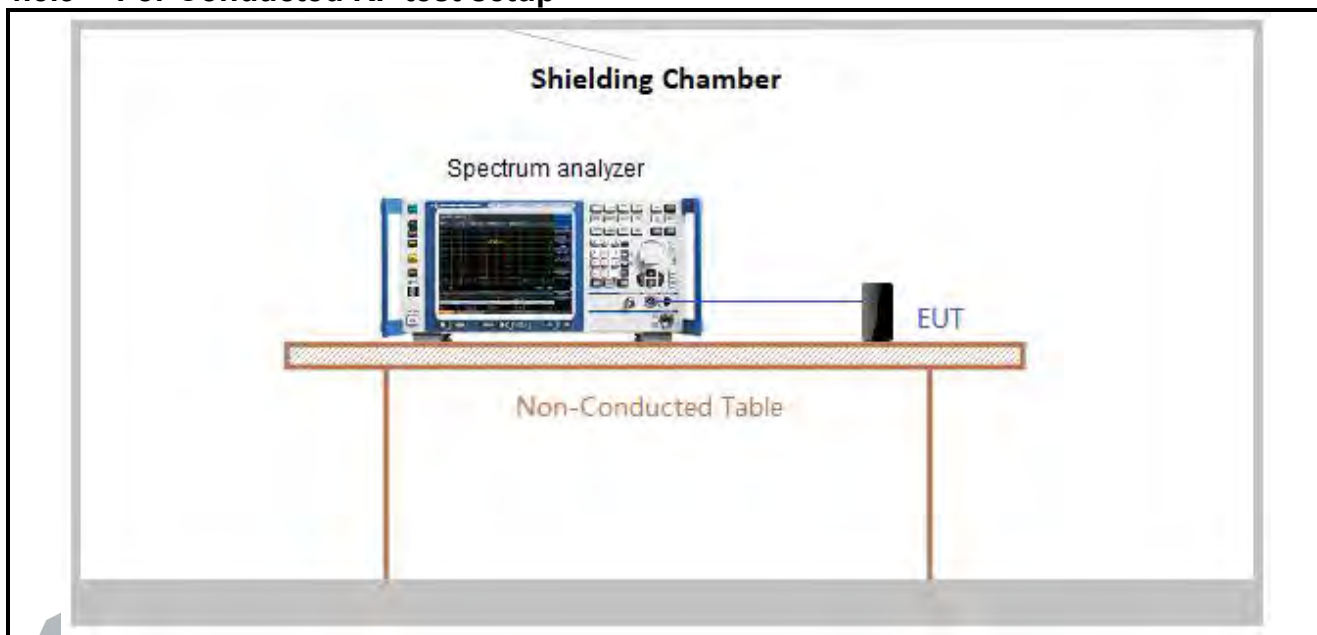 Shielding Chamber
Spectrum analyzer
EUT
Non-Conducted Table